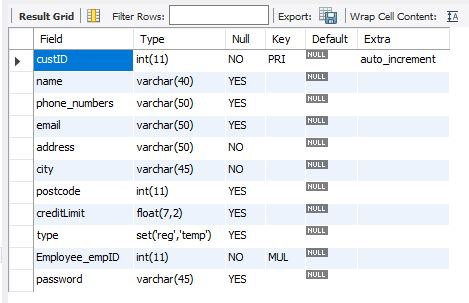 Result Grid Filter Rows: Export: Wrap Cell Content:
Field Type Null Key Default Extra
custID int(11) NO PRI NULL auto_increment
name varchar(40) YES NULL
phone_numbers varchar(50) YES NULL
email varchar(50) YES NULL
address varchar(50) NO NULL
city varchar(45) NO NULL
postcode int(11) YES NULL
creditLimit float(7,2) YES NULL
type set('reg','temp') YES NULL
Employee_empID int(11) NO MUL NULL
password varchar(45) YES NULL